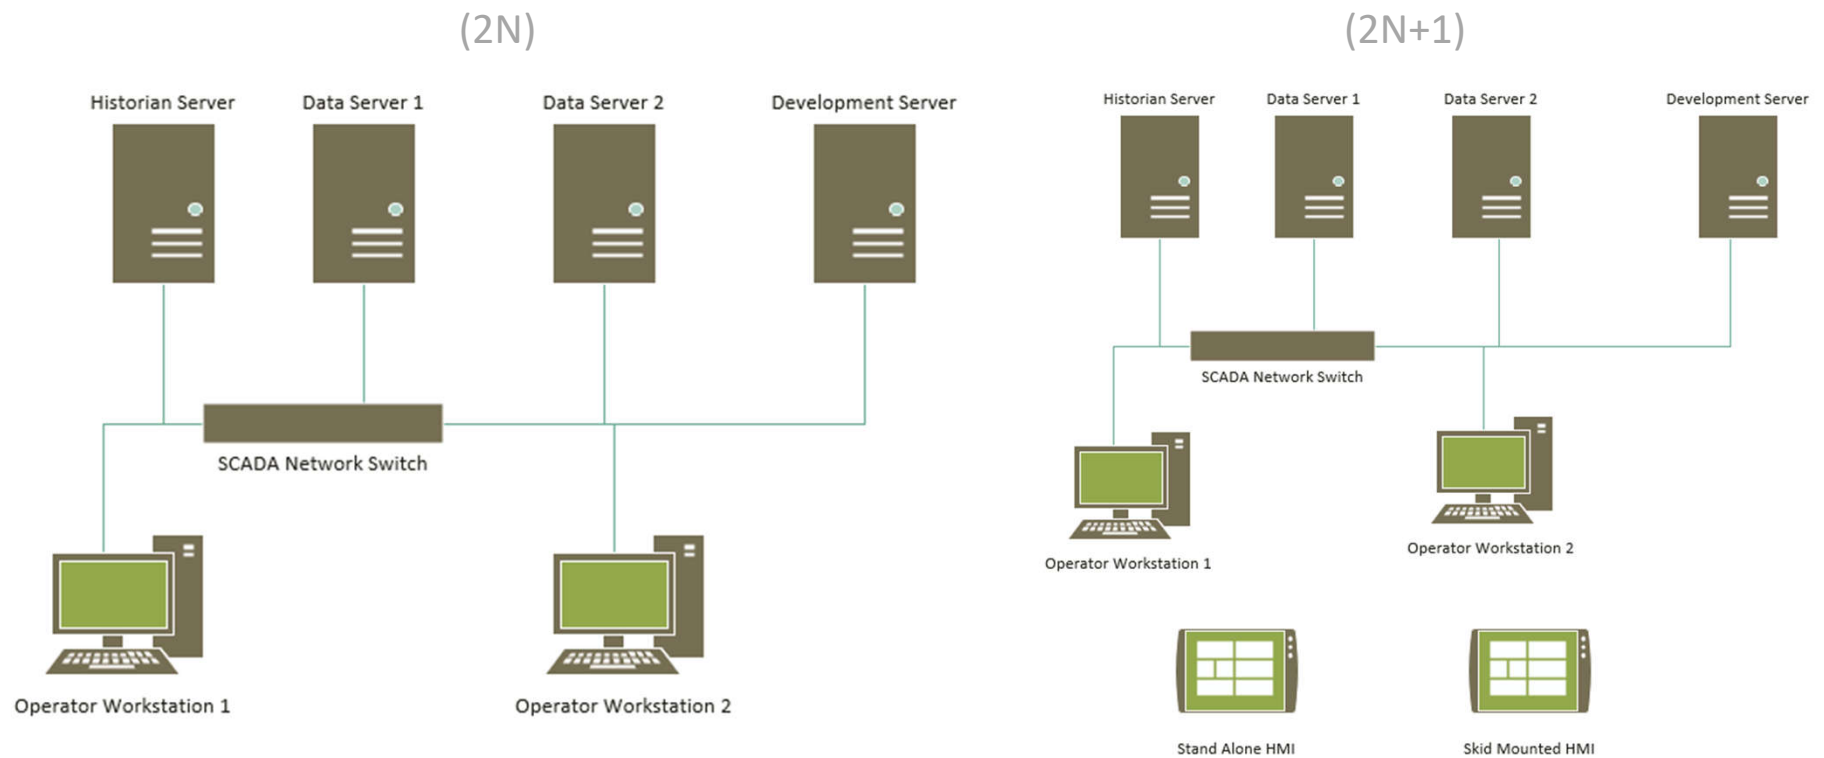 (2N)
Historian Server
Data Server 1
Data Server 2
Development Server
SCADA Network Switch
Operator Workstation 1
Operator Workstation 2
(2N+1)
Historian Server
Data Server 1
Data Server 2
Development Server
SCADA Network Switch
Operator Workstation 1
Operator Workstation 2
Stand Alone HMI
Skid Mounted HMI